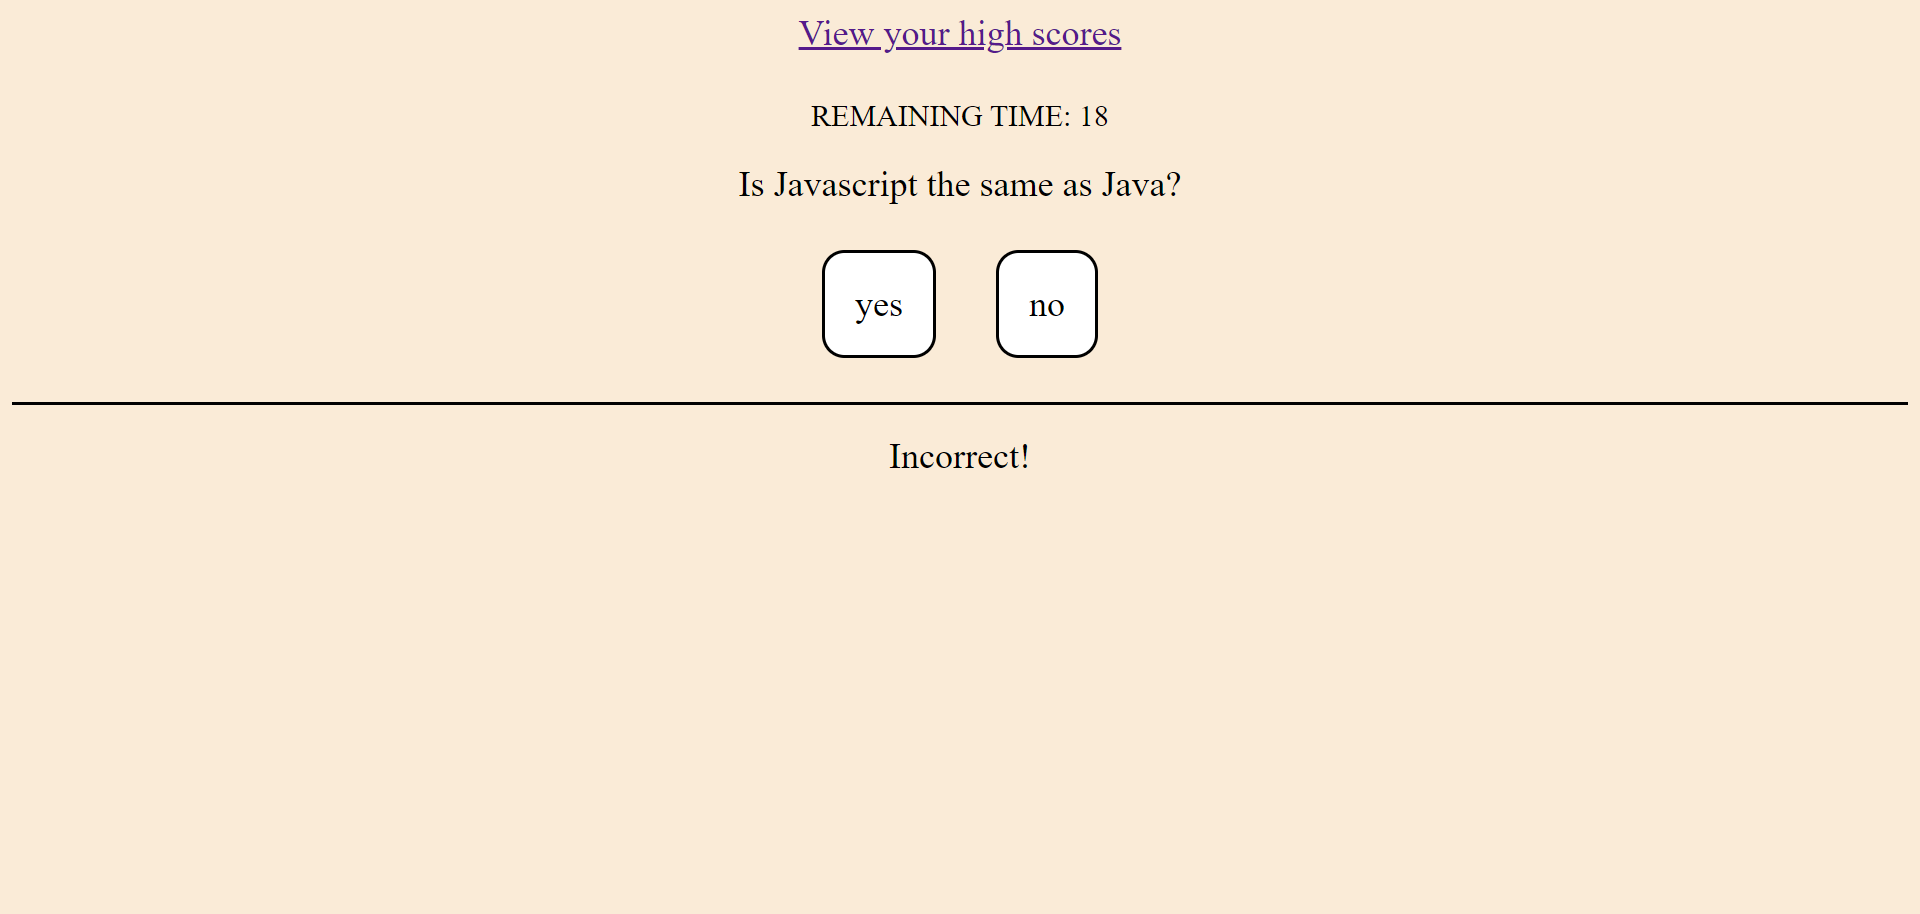 View your high scores
REMAINING TIME: 18
Is Javascript the same as Java?
yes no
Incorrect!